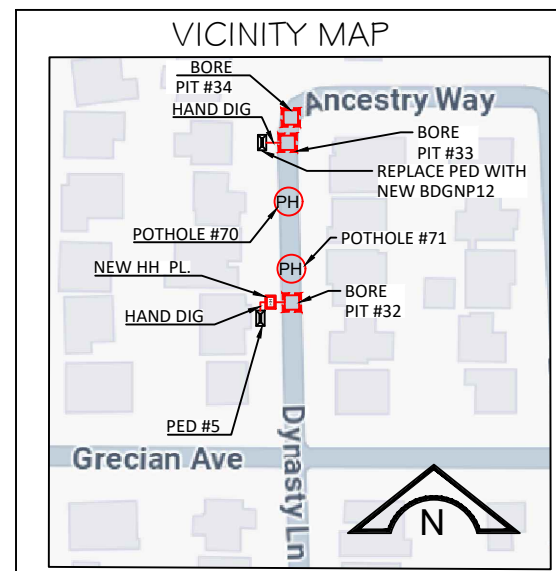 VICINITY MAP
BORE
PIT #34
Ancestry Way
HAND DIG
BORE
PIT #33
REPLACE PED WITH
NEW BDGNP12
PH
POTHOLE #70
POTHOLE #71
PH
NEW HH PL.
BORE
PIT #32
HAND DIG
PED #5
Dynasty Ln
Grecian Ave
N